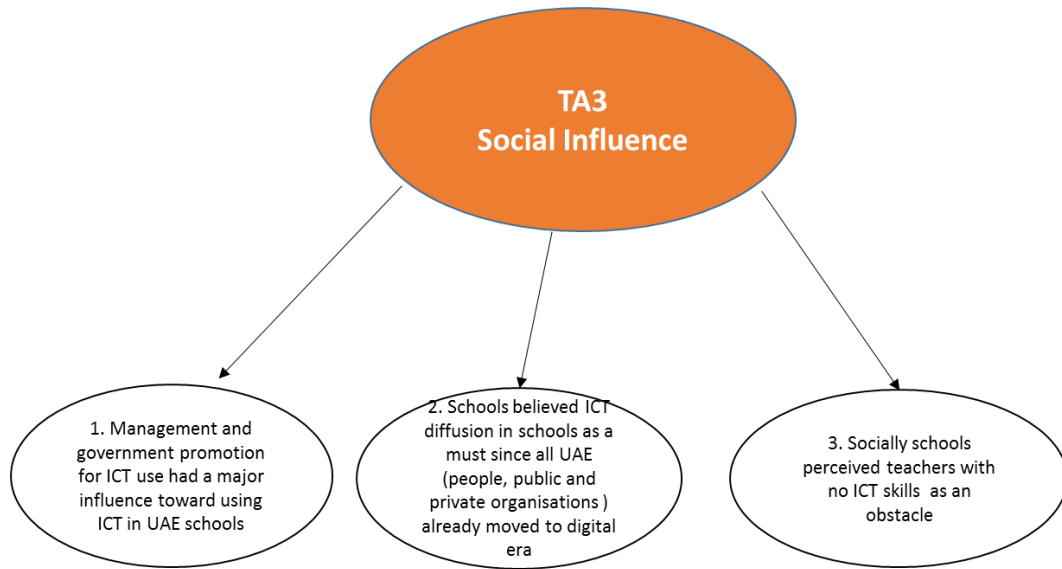 TA3
Social Influence
1. Management and
government promotion
for ICT use had a major
influence toward using
ICT in UAE schools
2. Schools believed ICT
diffusion in schools as a
must since all UAE
(people, public and
private organisations )
already moved to digital
era
3. Socially schools
perceived teachers with
no ICT skills  as an
obstacle